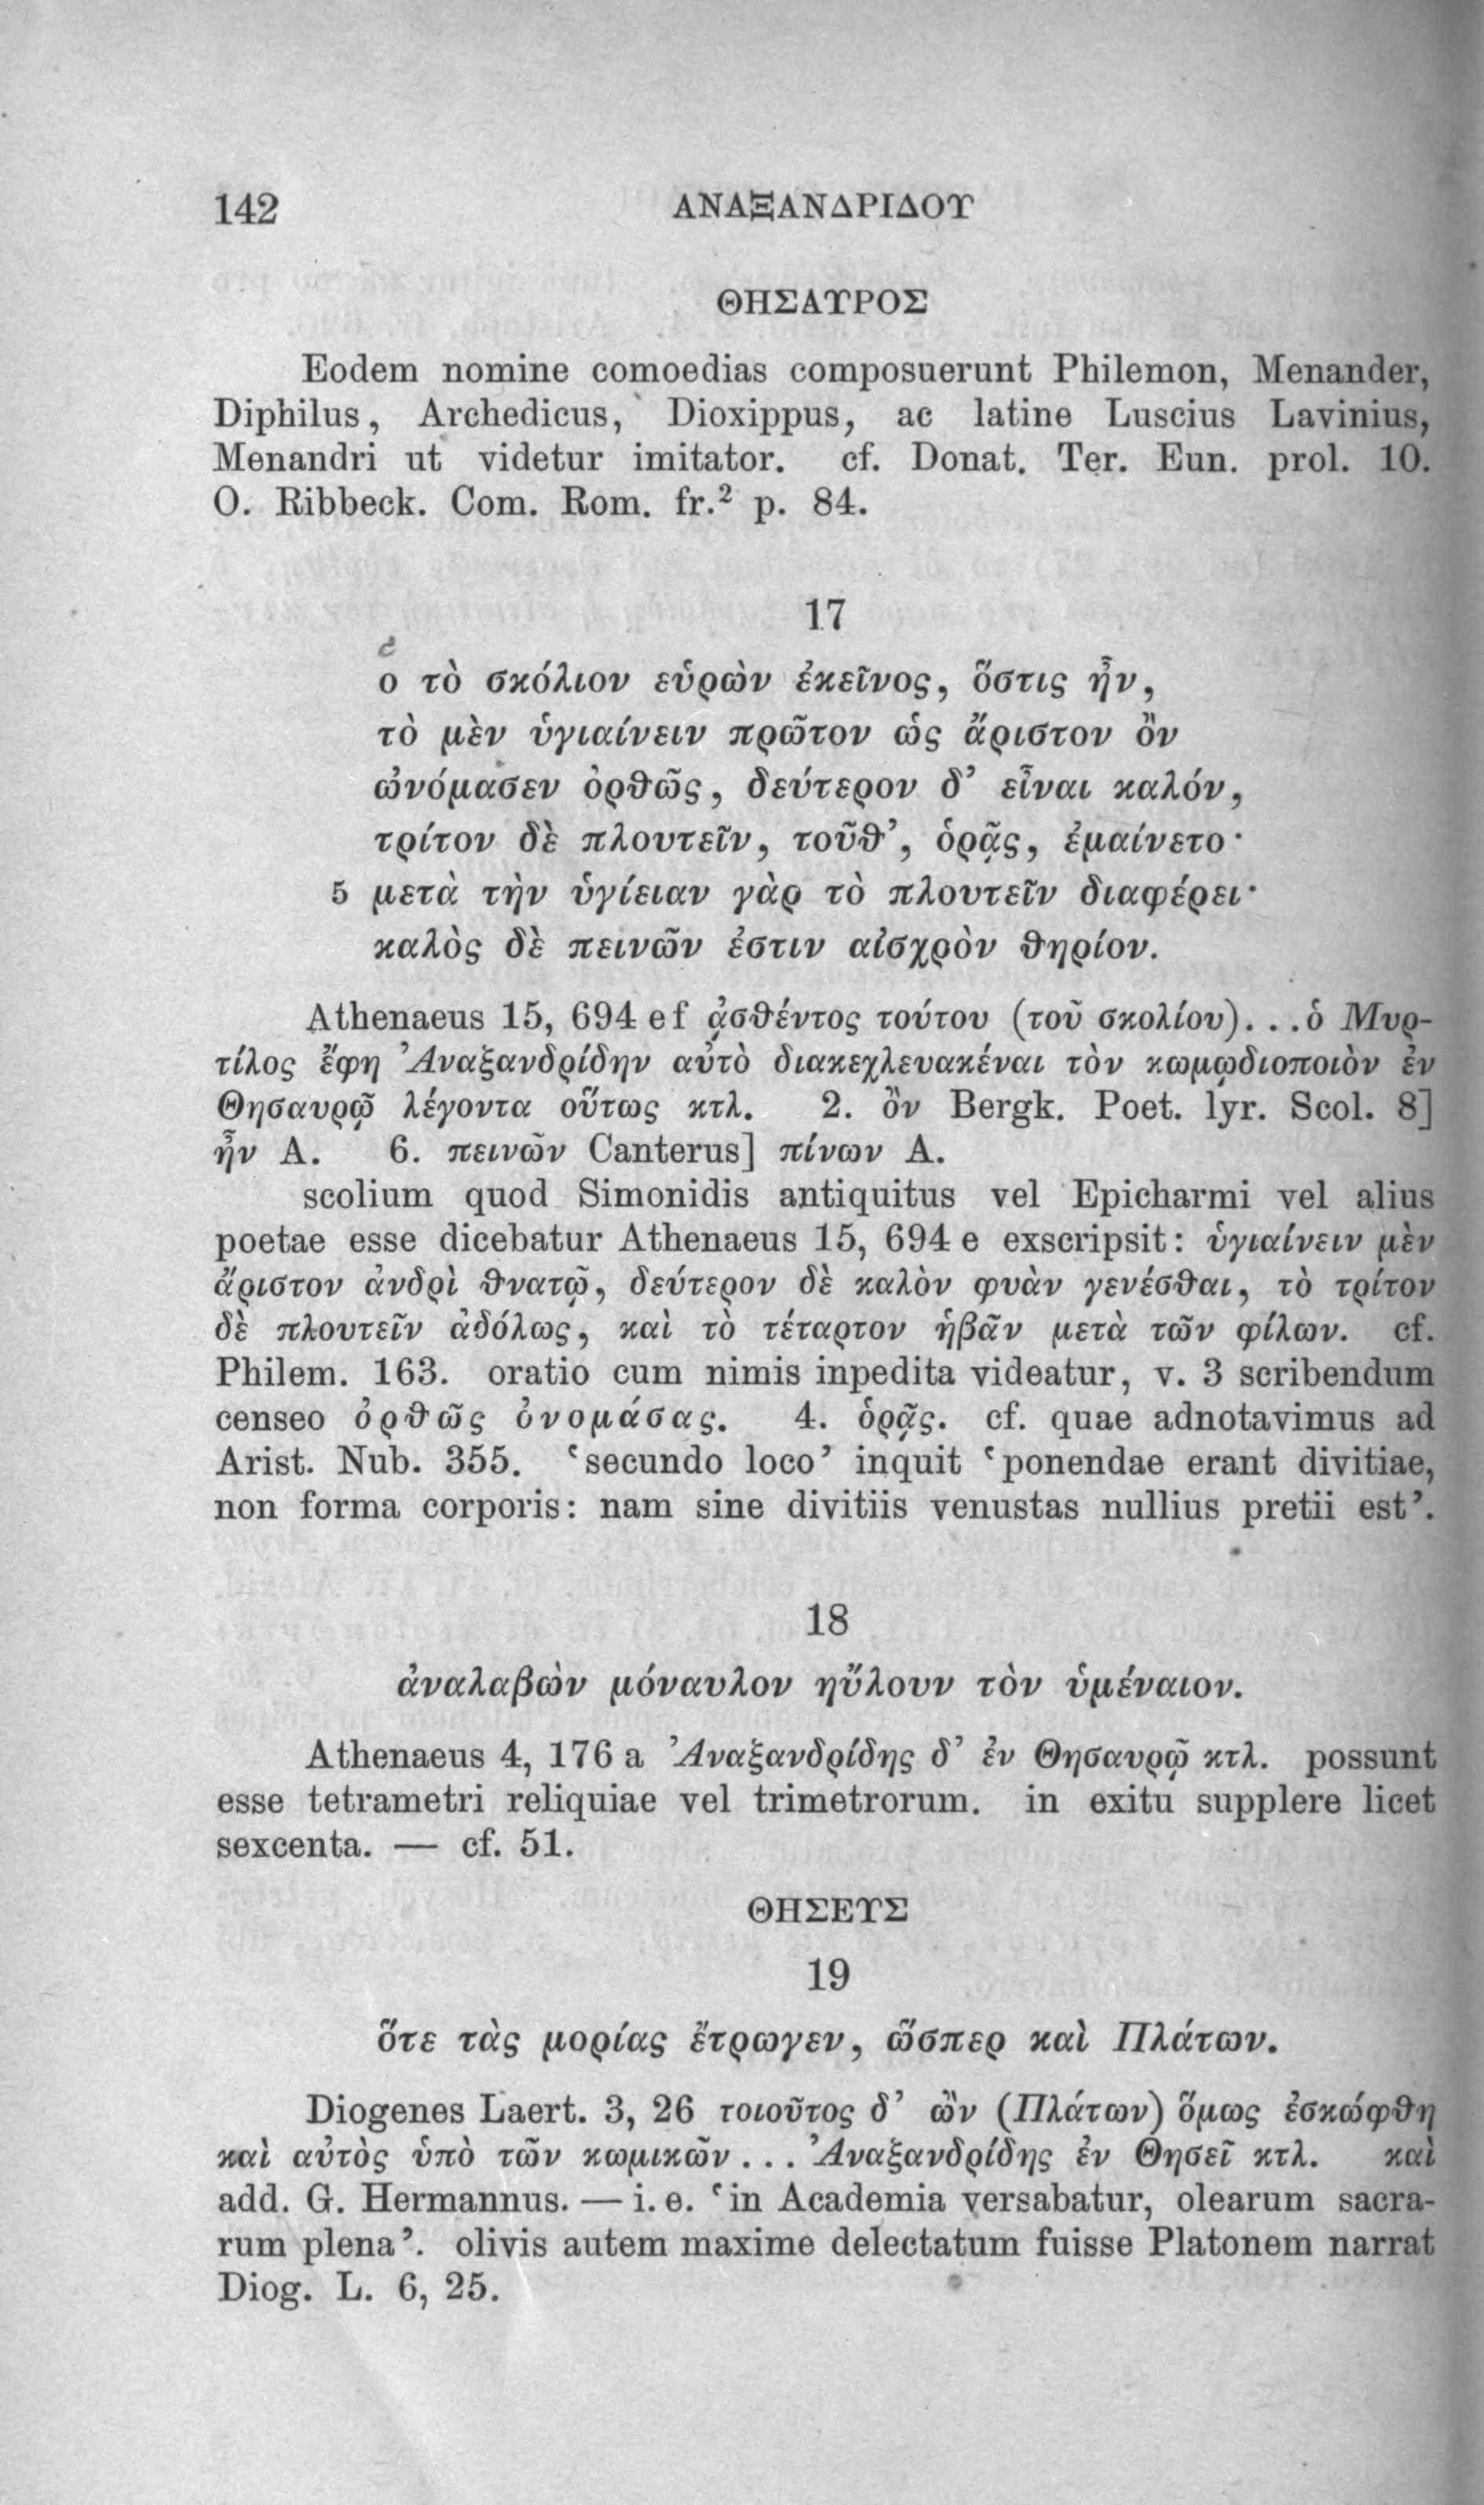 142 ΑΝΑΞΑΝΔΡΙΔΟΥ
ΘΗΣΑΥΡΟΣ
Eodem nomine comoedias composuerunt Philemon, Menander,
Diphilus, Archedicus, Dioxippus, ac latine Luscius Lavinius,
Menandri ut videtur imitator. cf. Donat. Ter. Eun. prol. 10.
O. Ribbeck. Com. Rom. fr.² p. 84.
17
ὁ τὸ σκόλιον εὑρὼν ἐκεῖνος, ὅστις ἦν,
τὸ μὲν ὑγιαίνειν πρῶτον ὡς ἄριστον ὂν
ὠνόμασεν ὀρθῶς, δεύτερον δ’ εἶναι καλόν,
τρίτον δὲ πλουτεῖν, τοῦθ’, ὁρᾷς, ἐμαίνετο·
5 μετὰ τὴν ὑγίειαν γὰρ τὸ πλουτεῖν διαφέρει·
καλὸς δὲ πεινῶν ἐστιν αἰσχρὸν θηρίον.
Athenaeus 15, 694 e f ᾀσθέντος τούτου (τοῦ σκολίου). . .ὁ Μυρ-
τίλος ἔφη Ἀναξανδρίδην αὐτὸ διακεχλευακέναι τὸν κωμῳδιοποιὸν ἐν
Θησαυρῷ λέγοντα οὕτως κτλ. 2. ὂν Bergk. Poet. lyr. Scol. 8]
ἦν A. 6. πεινῶν Canterus] πίνων A.
scolium quod Simonidis antiquitus vel Epicharmi vel alius
poetae esse dicebatur Athenaeus 15, 694 e exscripsit: ὑγιαίνειν μὲν
ἄριστον ἀνδρὶ θνατῷ, δεύτερον δὲ καλὸν φυὰν γενέσθαι, τὸ τρίτον
δὲ πλουτεῖν ἀδόλως, καὶ τὸ τέταρτον ἡβᾶν μετὰ τῶν φίλων. cf.
Philem. 163. oratio cum nimis inpedita videatur, v. 3 scribendum
censeo ὀρθῶς ὀνομάσας. 4. ὁρᾷς. cf. quae adnotavimus ad
Arist. Nub. 355. ‘secundo loco’ inquit ‘ponendae erant divitiae,
non forma corporis: nam sine divitiis venustas nullius pretii est’.
18
ἀναλαβὼν μόναυλον ηὔλουν τὸν ὑμέναιον.
Athenaeus 4, 176 a Ἀναξανδρίδης δ’ ἐν Θησαυρῷ κτλ. possunt
esse tetrametri reliquiae vel trimetrorum. in exitu supplere licet
sexcenta. — cf. 51.
ΘΗΣΕΥΣ
19
ὅτε τὰς μορίας ἔτρωγεν, ὥσπερ καὶ Πλάτων.
Diogenes Laert. 3, 26 τοιοῦτος δ’ ὢν (Πλάτων) ὅμως ἐσκώφθη
καὶ αὐτὸς ὑπὸ τῶν κωμικῶν . . . Ἀναξανδρίδης ἐν Θησεῖ κτλ. καὶ
add. G. Hermannus. — i. e. ‘in Academia versabatur, olearum sacra-
rum plena’. olivis autem maxime delectatum fuisse Platonem narrat
Diog. L. 6, 25.